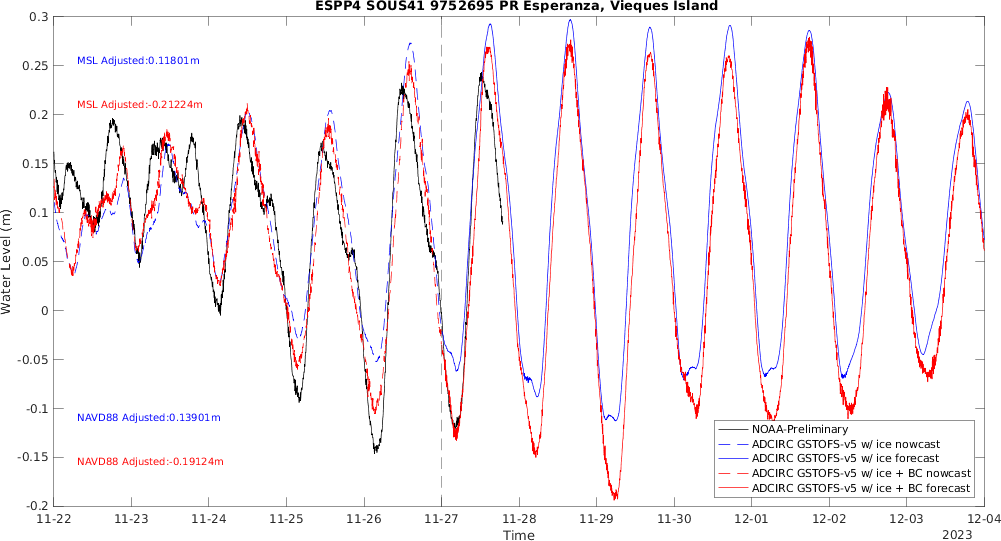 ESPP4 SOUS41 9752695 PR Esperanza, Vieques Island
0.3
0.25
0.2
0.15
0.1
0.05
0
-0.05
-0.1
-0.15
-0.2
Water Level (m)
MSL Adjusted:0.11801m
MSL Adjusted:-0.21224m
NAVD88 Adjusted:0.13901m
NAVD88 Adjusted:-0.19124m
NOAA-Preliminary
ADCIRC GSTOFS-v5 w/ ice nowcast
ADCIRC GSTOFS-v5 w/ ice forecast
ADCIRC GSTOFS-v5 w/ ice + BC nowcast
ADCIRC GSTOFS-v5 w/ ice + BC forecast
11-22 11-23 11-24 11-25 11-26 11-27 11-28 11-29 11-30 12-01 12-02 12-03 12-04
Time
2023